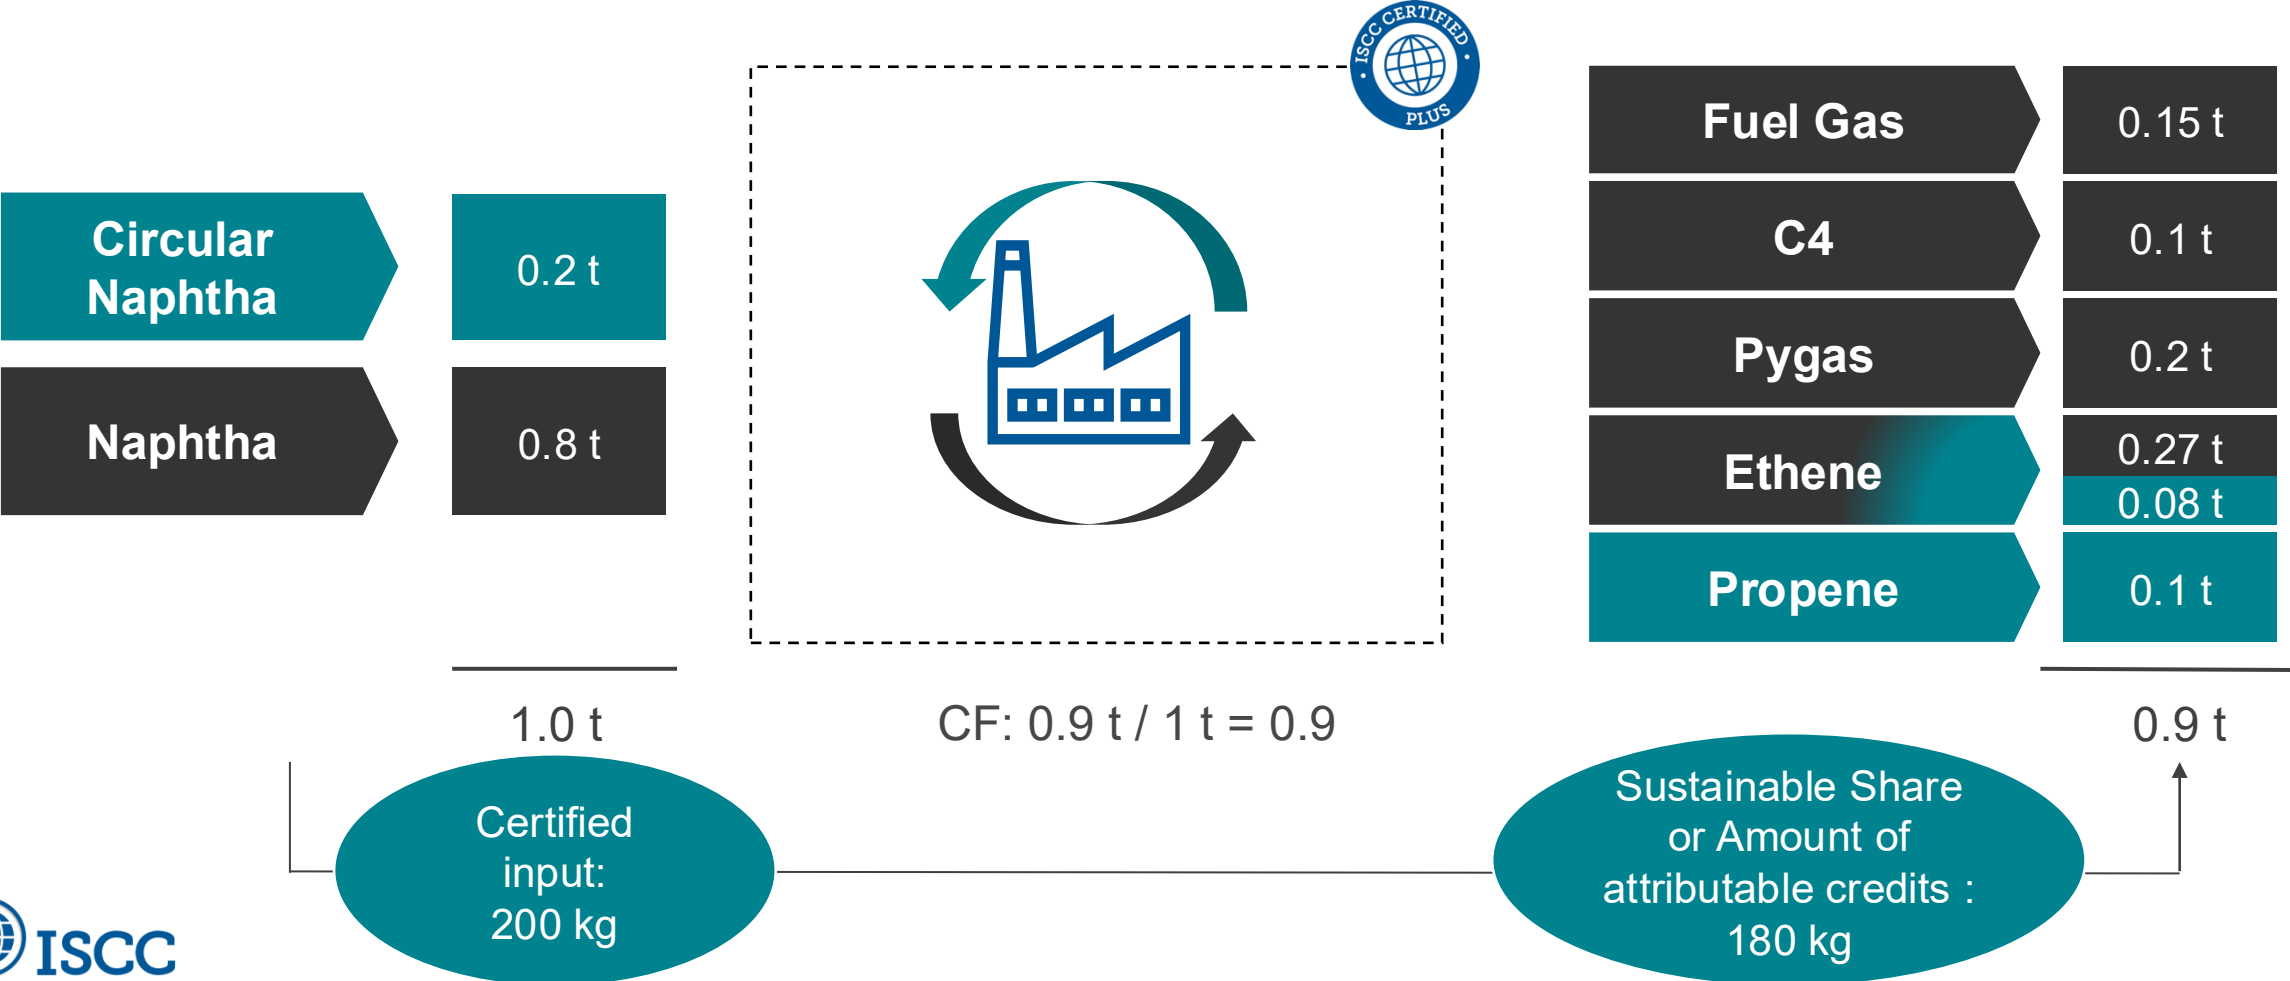 ISCC CERTIFIED
PLUS
Circular
Naphtha
0.2 t
Naphtha
0.8 t
1.0 t
CF: 0.9 t / 1 t = 0.9
Fuel Gas
0.15 t
C4
0.1 t
Pygas
0.2 t
Ethene
0.27 t
0.08 t
Propene
0.1 t
0.9 t
Certified
input:
200 kg
Sustainable Share
or Amount of
attributable credits :
180 kg
ISCC